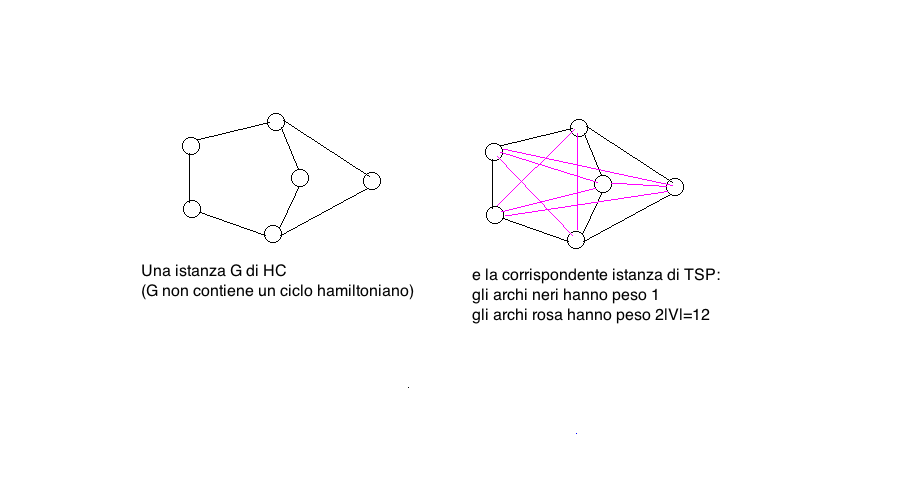 Una istanza G di HC
(G non contiene un ciclo hamiltoniano)
e la corrispondente istanza di TSP:
gli archi neri hanno peso 1
gli archi rosa hanno peso 2|V|=12